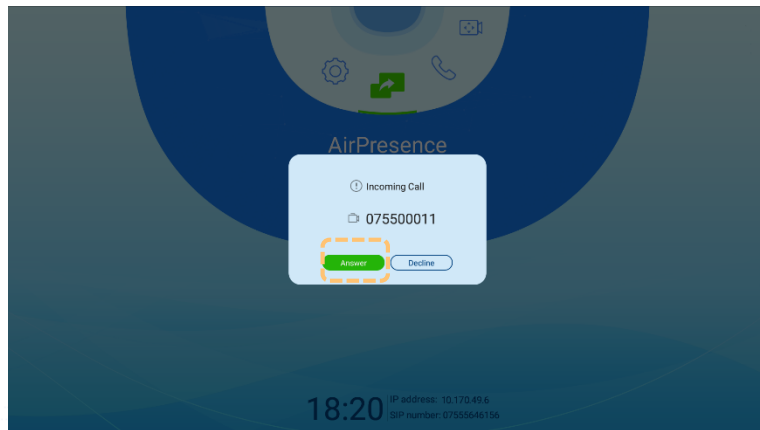 AirPresence
Incoming Call
075500011
Answer Decline
18:20
IP address: 10.170.49.6
SIP number: 07555646156